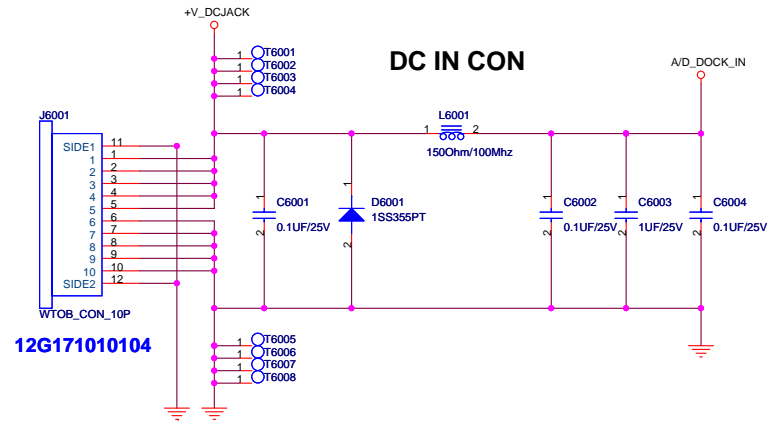 +V_DCJACK
1 T6001
1 T6002
1 T6003
1 T6004
DC IN CON
A/D_DOCK_IN
J6001
SIDE1 11
1 1
2 2
3 3
4 4
5 5
6 6
7 7
8 8
9 9
10 10
SIDE2 12
WTOB_CON_10P
12G171010104
L6001
1 2
150Ohm/100Mhz
1
C6001
0.1UF/25V
2
1
D6001
1SS355PT
2
1
C6002
0.1UF/25V
2
1
C6003
1UF/25V
2
1
C6004
0.1UF/25V
2
1 T6005
1 T6006
1 T6007
1 T6008